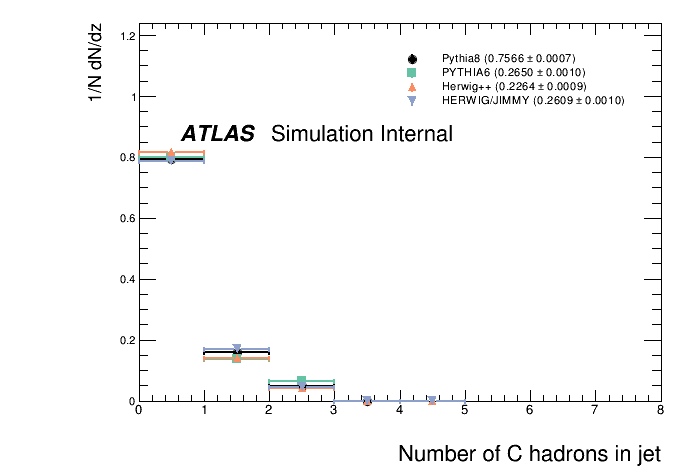 1/N dN/dz
1.2
1
0.8
0.6
0.4
0.2
0
Pythia8 (0.7566 ± 0.0007)
PYTHIA6 (0.2650 ± 0.0010)
Herwig++ (0.2264 ± 0.0009)
HERWIG/JIMMY (0.2609 ± 0.0010)
ATLAS Simulation Internal
0 1 2 3 4 5 6 7 8
Number of C hadrons in jet